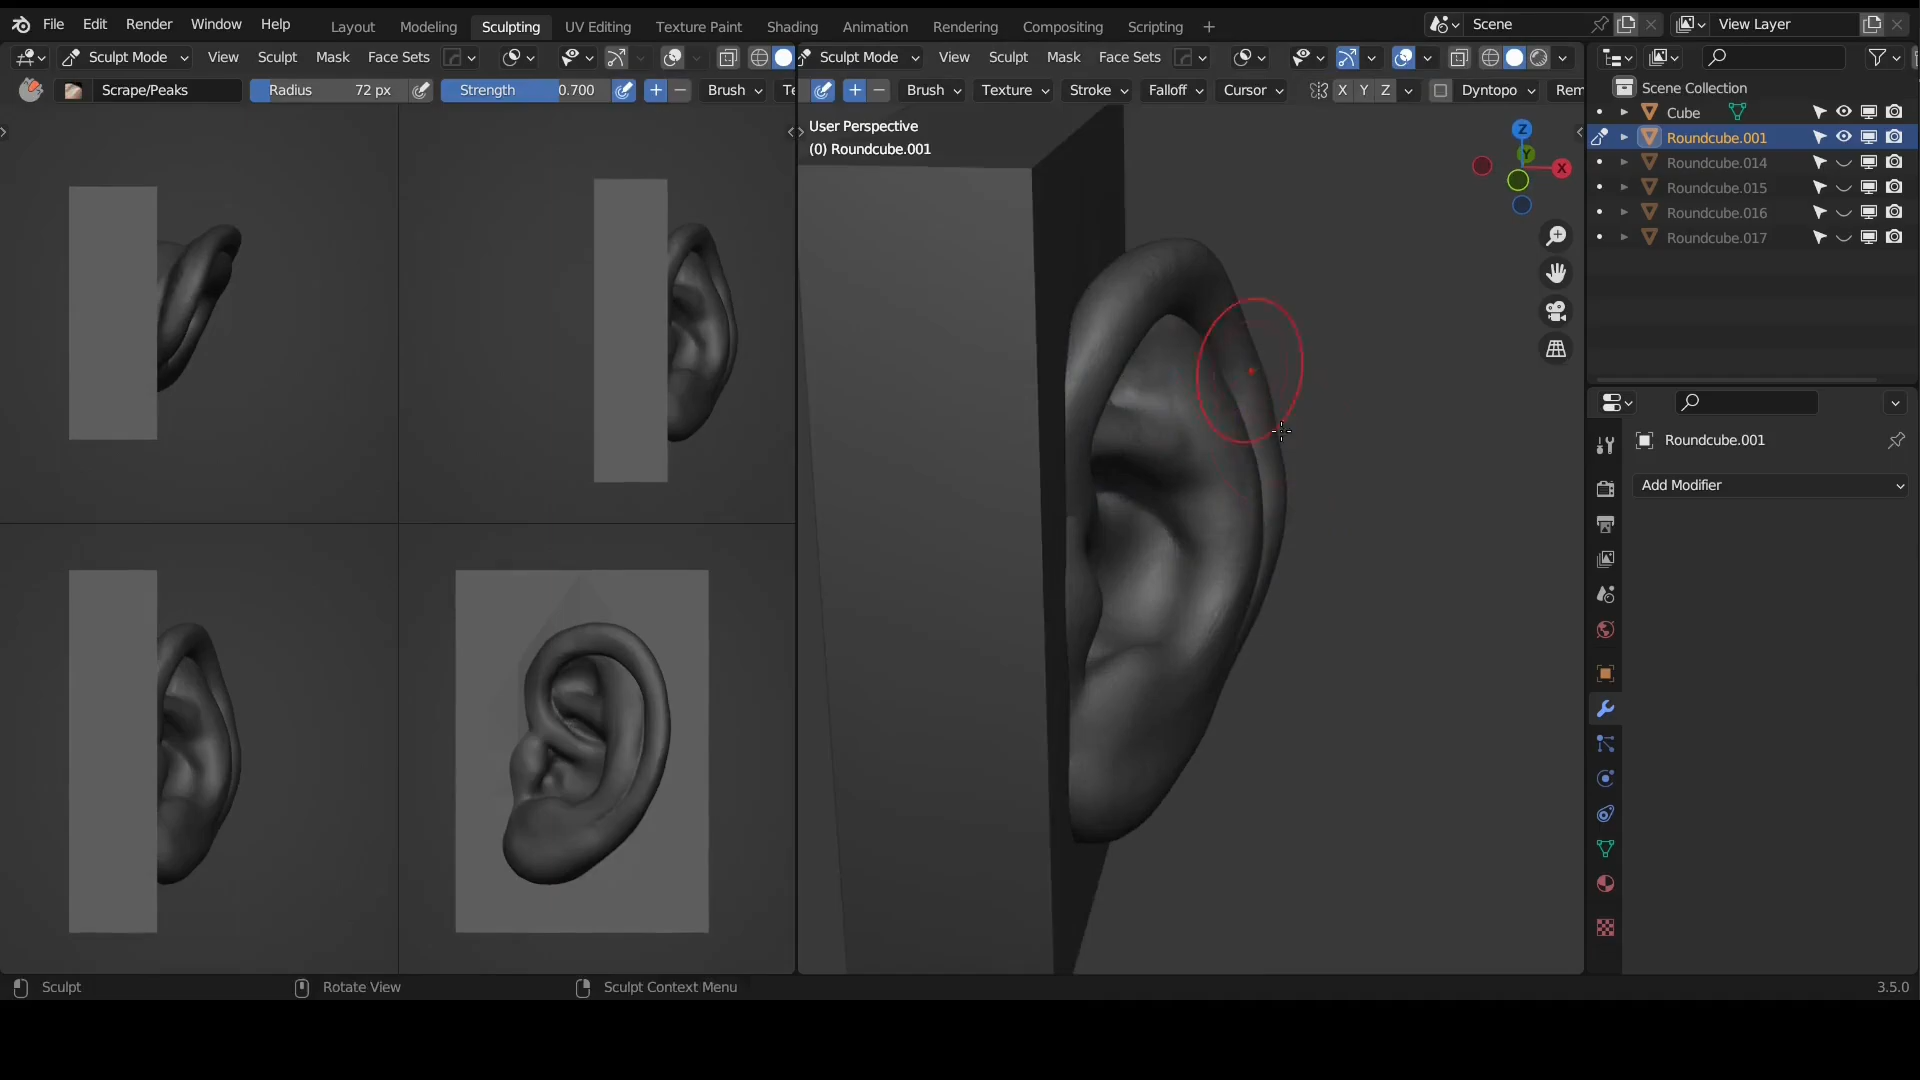 File Edit Render Window Help Layout Modeling Sculpting UV Editing Texture Paint Shading Animation Rendering Compositing Scripting + Scene View Layer
Sculpt Mode View Sculpt Mask Face Sets Sculpt Mode View Sculpt Mask Face Sets
Scrape/Peaks Radius 72 px Strength 0.700 + − Brush Te + − Brush Texture Stroke Falloff Cursor X Y Z Dyntopo Rem
Scene Collection
Cube
Roundcube.001
Roundcube.014
Roundcube.015
Roundcube.016
Roundcube.017
User Perspective
(0) Roundcube.001
Z
Y
X
Roundcube.001
Add Modifier
Sculpt Rotate View Sculpt Context Menu 3.5.0